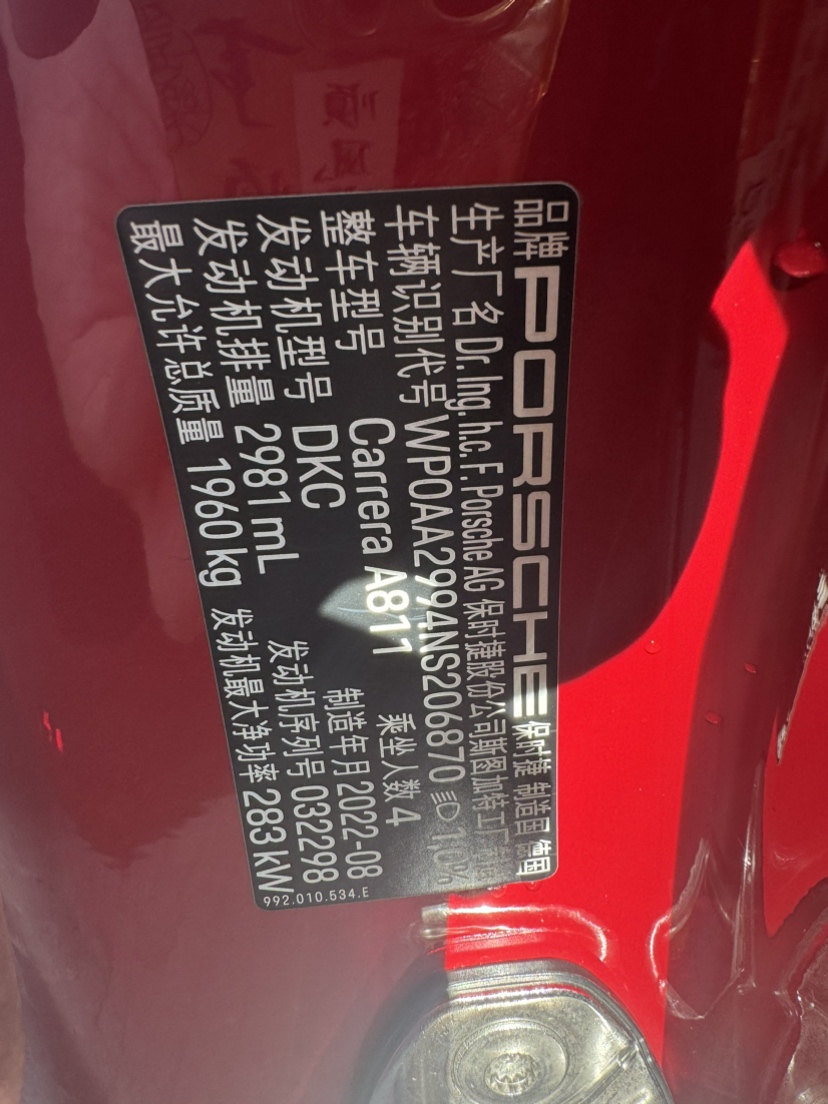 品牌 PORSCHE 保时捷 制造国 德国
生产厂名 Dr. Ing. h.c. F. Porsche AG 保时捷股份公司斯图加特工厂
车辆识别代号 WP0AA2994NS206870 1.0%
整车型号 Carrera A811 乘坐人数 4
发动机型号 DKC 制造年月 2022-08
发动机排量 2981 mL 发动机序列号 032298
最大允许总质量 1960 kg 发动机最大净功率 283 kW
992.010.534.E